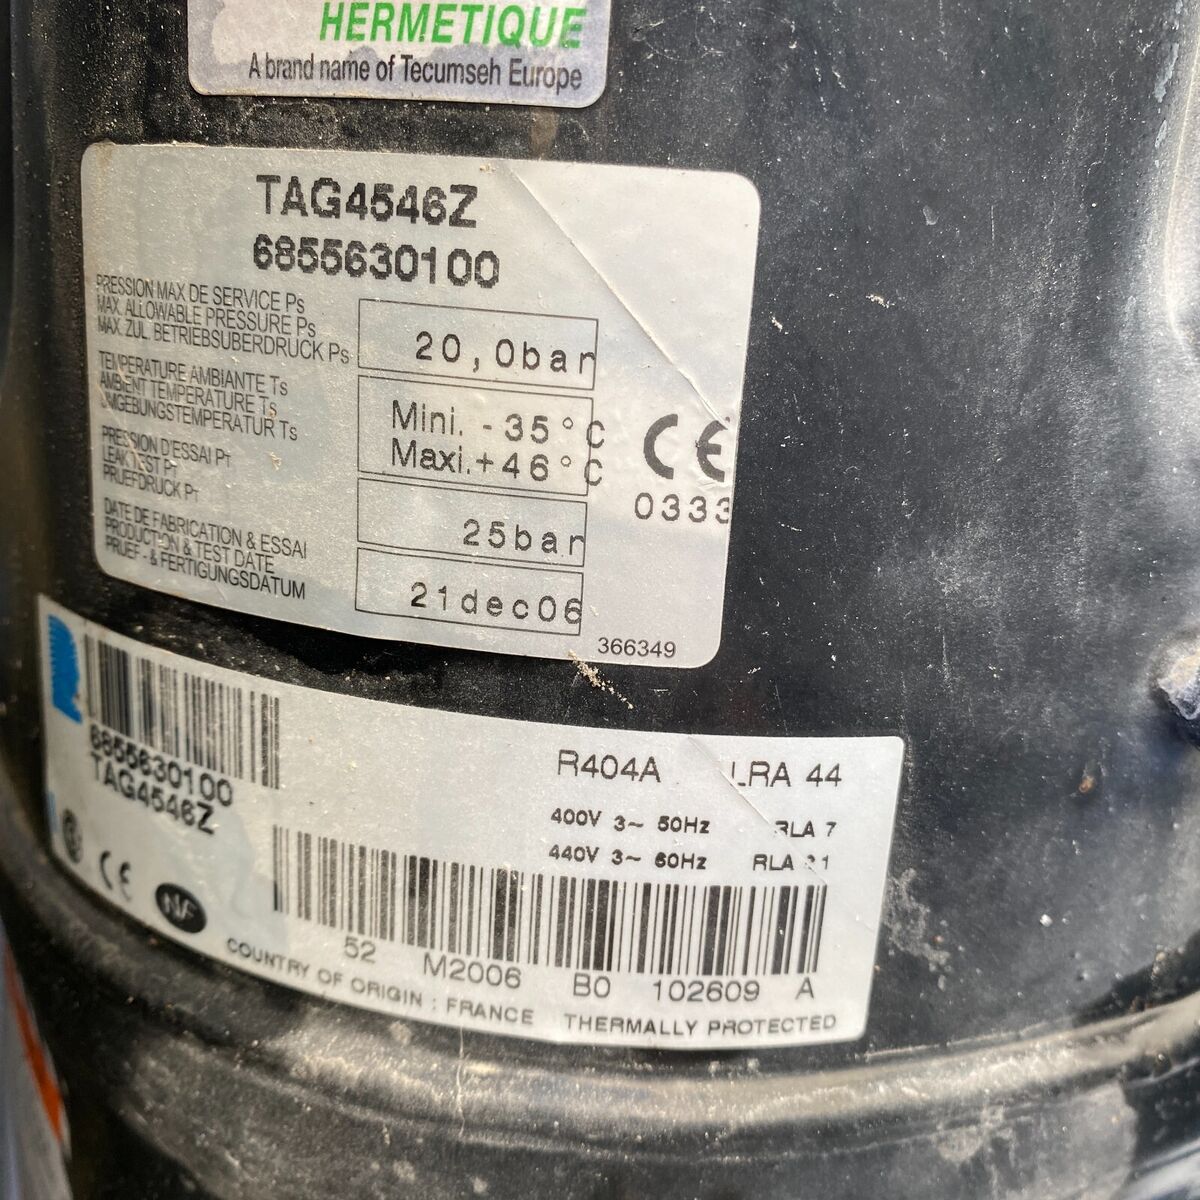 HERMETIQUE
A brand name of Tecumseh Europe
TAG4546Z
6855630100
PRESSION MAX DE SERVICE Ps
MAX. ALLOWABLE PRESSURE Ps
MAX. ZUL. BETRIEBSÜBERDRUCK Ps
20,0bar
TEMPERATURE AMBIANTE Ts
AMBIENT TEMPERATURE Ts
UMGEBUNGSTEMPERATUR Ts
Mini. -35°C
Maxi.+46°C
PRESSION D'ESSAI PT
LEAK TEST PT
PRUEFDRUCK PT
25bar
DATE DE FABRICATION & ESSAI
PRODUCTION & TEST DATE
PRUEF - & FERTIGUNGSDATUM
21dec06
CE
0333
366349
6855630100
TAG4546Z
R404A LRA 44
400V 3~ 50Hz RLA 7
440V 3~ 60Hz RLA
CE
NF
52 M2006 B0 102609 A
COUNTRY OF ORIGIN : FRANCE THERMALLY PROTECTED